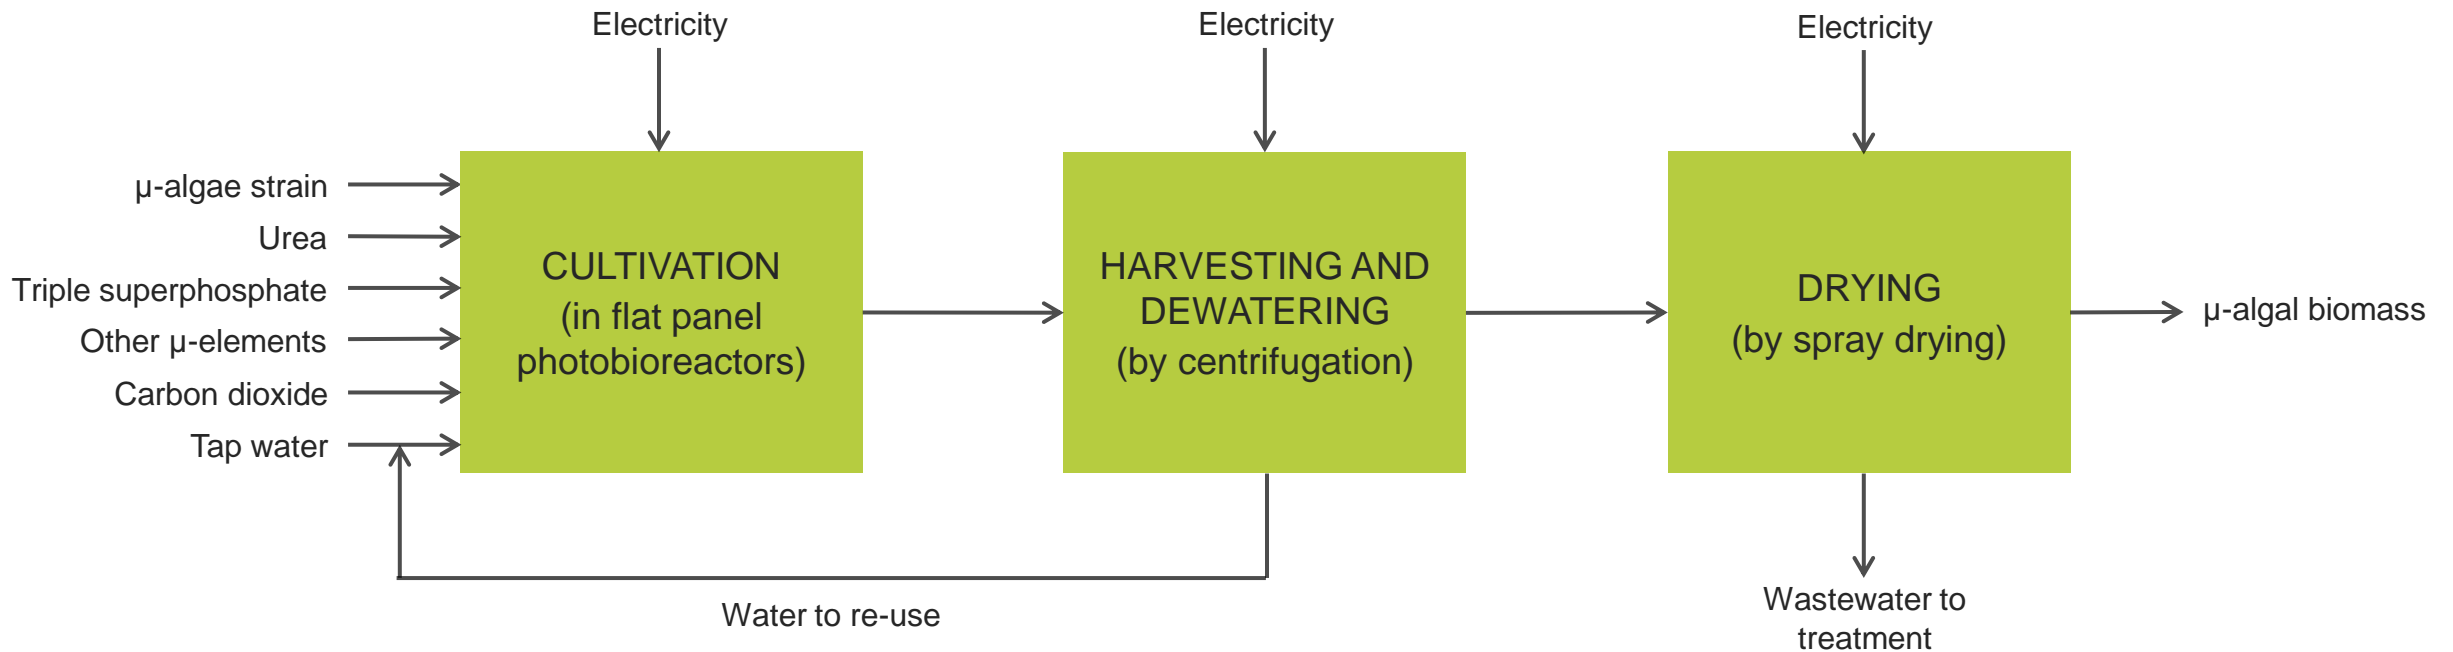 Electricity
Electricity
Electricity
µ-algae strain
Urea
Triple superphosphate
Other µ-elements
Carbon dioxide
Tap water
CULTIVATION
(in flat panel
photobioreactors)
HARVESTING AND
DEWATERING
(by centrifugation)
DRYING
(by spray drying)
µ-algal biomass
Water to re-use
Wastewater to
treatment